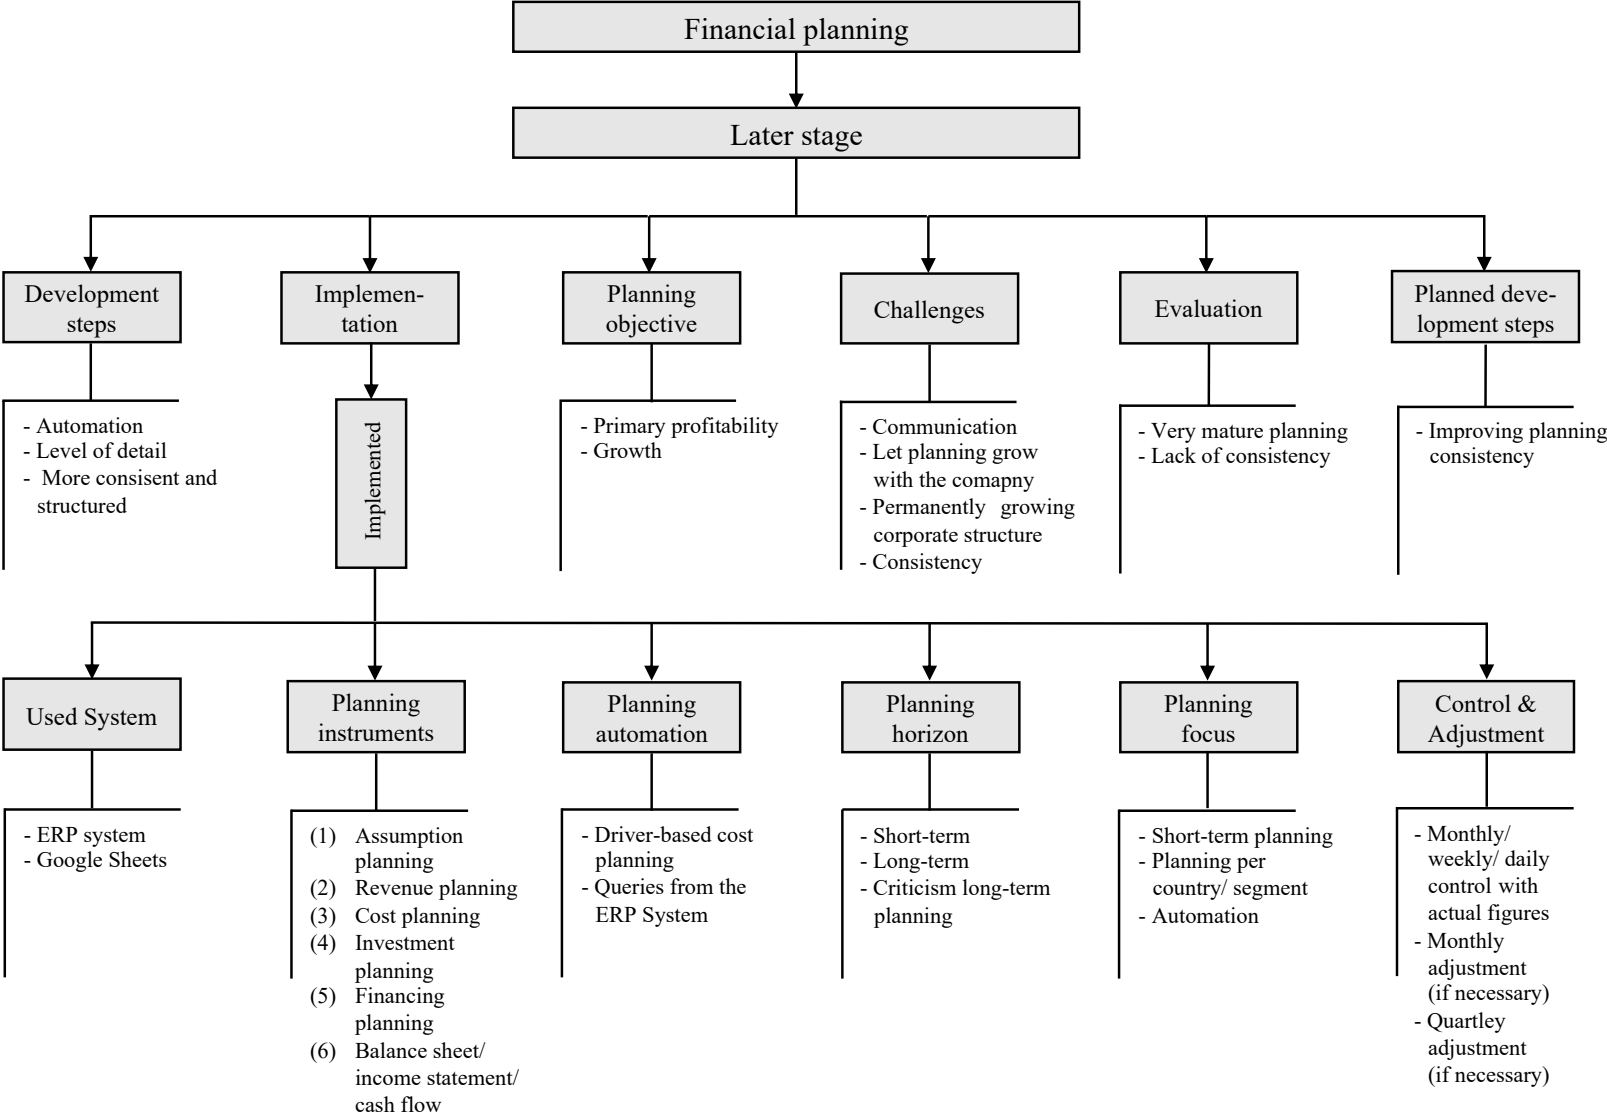 Financial planning
Later stage
Development
steps
Implemen-
tation
Planning
objective
Challenges
Evaluation
Planned deve-
lopment steps
- Automation
- Level of detail
- More consisent and
structured
Implemented
- Primary profitability
- Growth
- Communication
- Let planning grow
with the comapny
- Permanently growing
corporate structure
- Consistency
- Very mature planning
- Lack of consistency
- Improving planning
consistency
Used System
Planning
instruments
Planning
automation
Planning
horizon
Planning
focus
Control &
Adjustment
- ERP system
- Google Sheets
(1) Assumption
planning
(2) Revenue planning
(3) Cost planning
(4) Investment
planning
(5) Financing
planning
(6) Balance sheet/
income statement/
cash flow
- Driver-based cost
planning
- Queries from the
ERP System
- Short-term
- Long-term
- Criticism long-term
planning
- Short-term planning
- Planning per
country/ segment
- Automation
- Monthly/
weekly/ daily
control with
actual figures
- Monthly
adjustment
(if necessary)
- Quartley
adjustment
(if necessary)